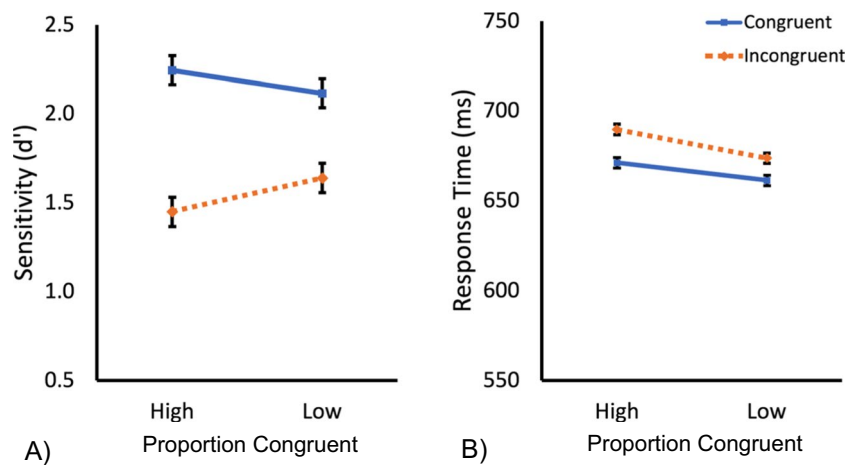 2.5
2.0
1.5
1.0
0.5
Sensitivity (d')
High Low
Proportion Congruent
A)
750
700
650
600
550
Response Time (ms)
Congruent
Incongruent
High Low
Proportion Congruent
B)